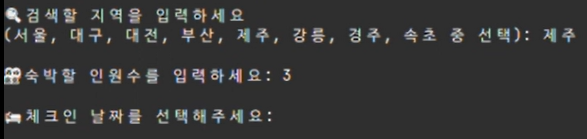 🔍검색할 지역을 입력하세요
(서울, 대구, 대전, 부산, 제주, 강릉, 경주, 속초 중 선택): 제주
👪숙박할 인원수를 입력하세요: 3
🛏체크인 날짜를 선택해주세요: